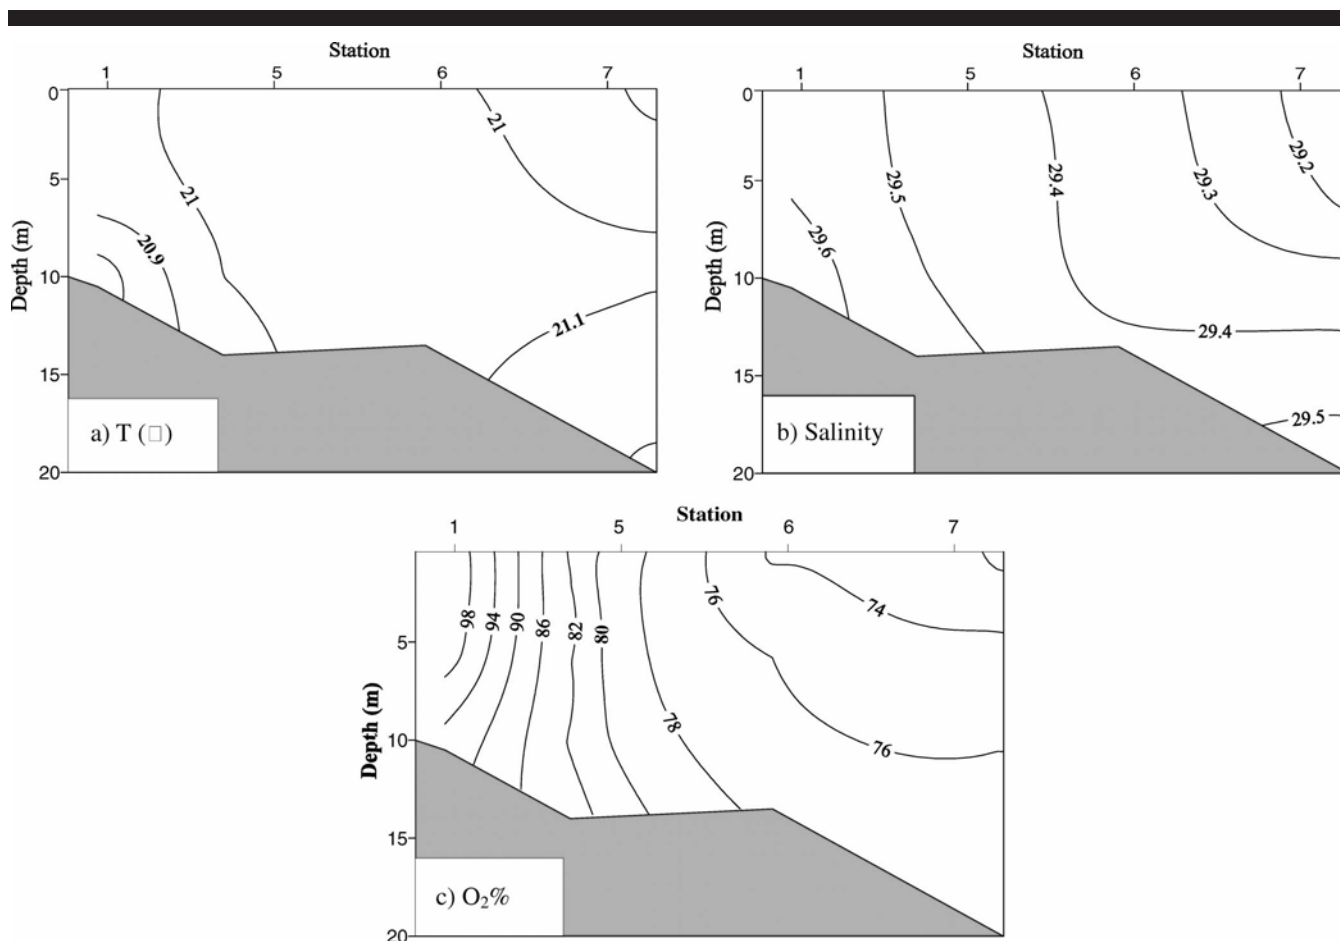 Station
1 5 6 7
0
5
10
15
20
Depth (m)
21
21
20.9
21.1
a) T (□)
Station
1 5 6 7
0
5
10
15
20
Depth (m)
29.6
29.5
29.4
29.3
29.2
29.4
29.5
b) Salinity
Station
1 5 6 7
5
10
15
20
Depth (m)
98
94
90
86
82
80
78
76
74
76
c) O₂%